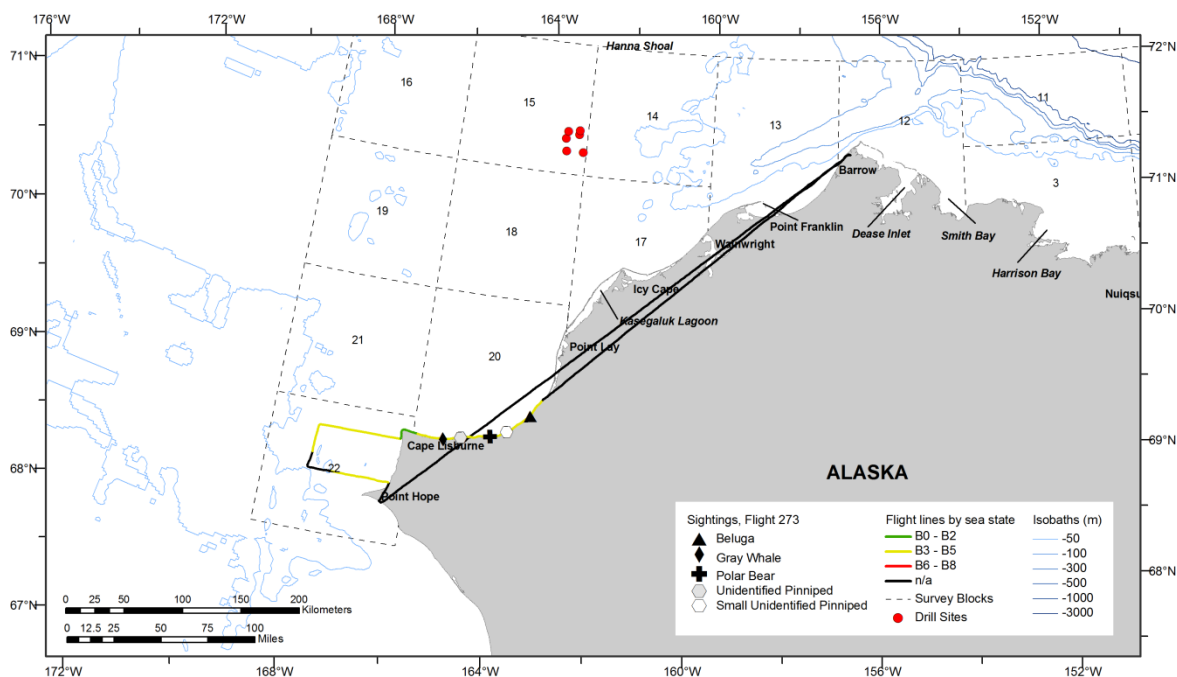 176°W
172°W
168°W
164°W
160°W
156°W
152°W
71°N
70°N
69°N
68°N
67°N
72°N
71°N
70°N
69°N
68°N
172°W
168°W
164°W
160°W
156°W
152°W
Hanna Shoal
16
15
14
13
12
11
3
19
18
17
21
20
22
Barrow
Point Franklin
Dease Inlet
Smith Bay
Harrison Bay
Wainwright
Nuiqsu
Icy Cape
Kasegaluk Lagoon
Point Lay
Cape Lisburne
Point Hope
ALASKA
0 25 50 100 150 200
Kilometers
0 12.5 25 50 75 100
Miles
Sightings, Flight 273
Beluga
Gray Whale
Polar Bear
Unidentified Pinniped
Small Unidentified Pinniped
Flight lines by sea state
B0 - B2
B3 - B5
B6 - B8
n/a
Survey Blocks
Drill Sites
Isobaths (m)
-50
-100
-300
-500
-1000
-3000